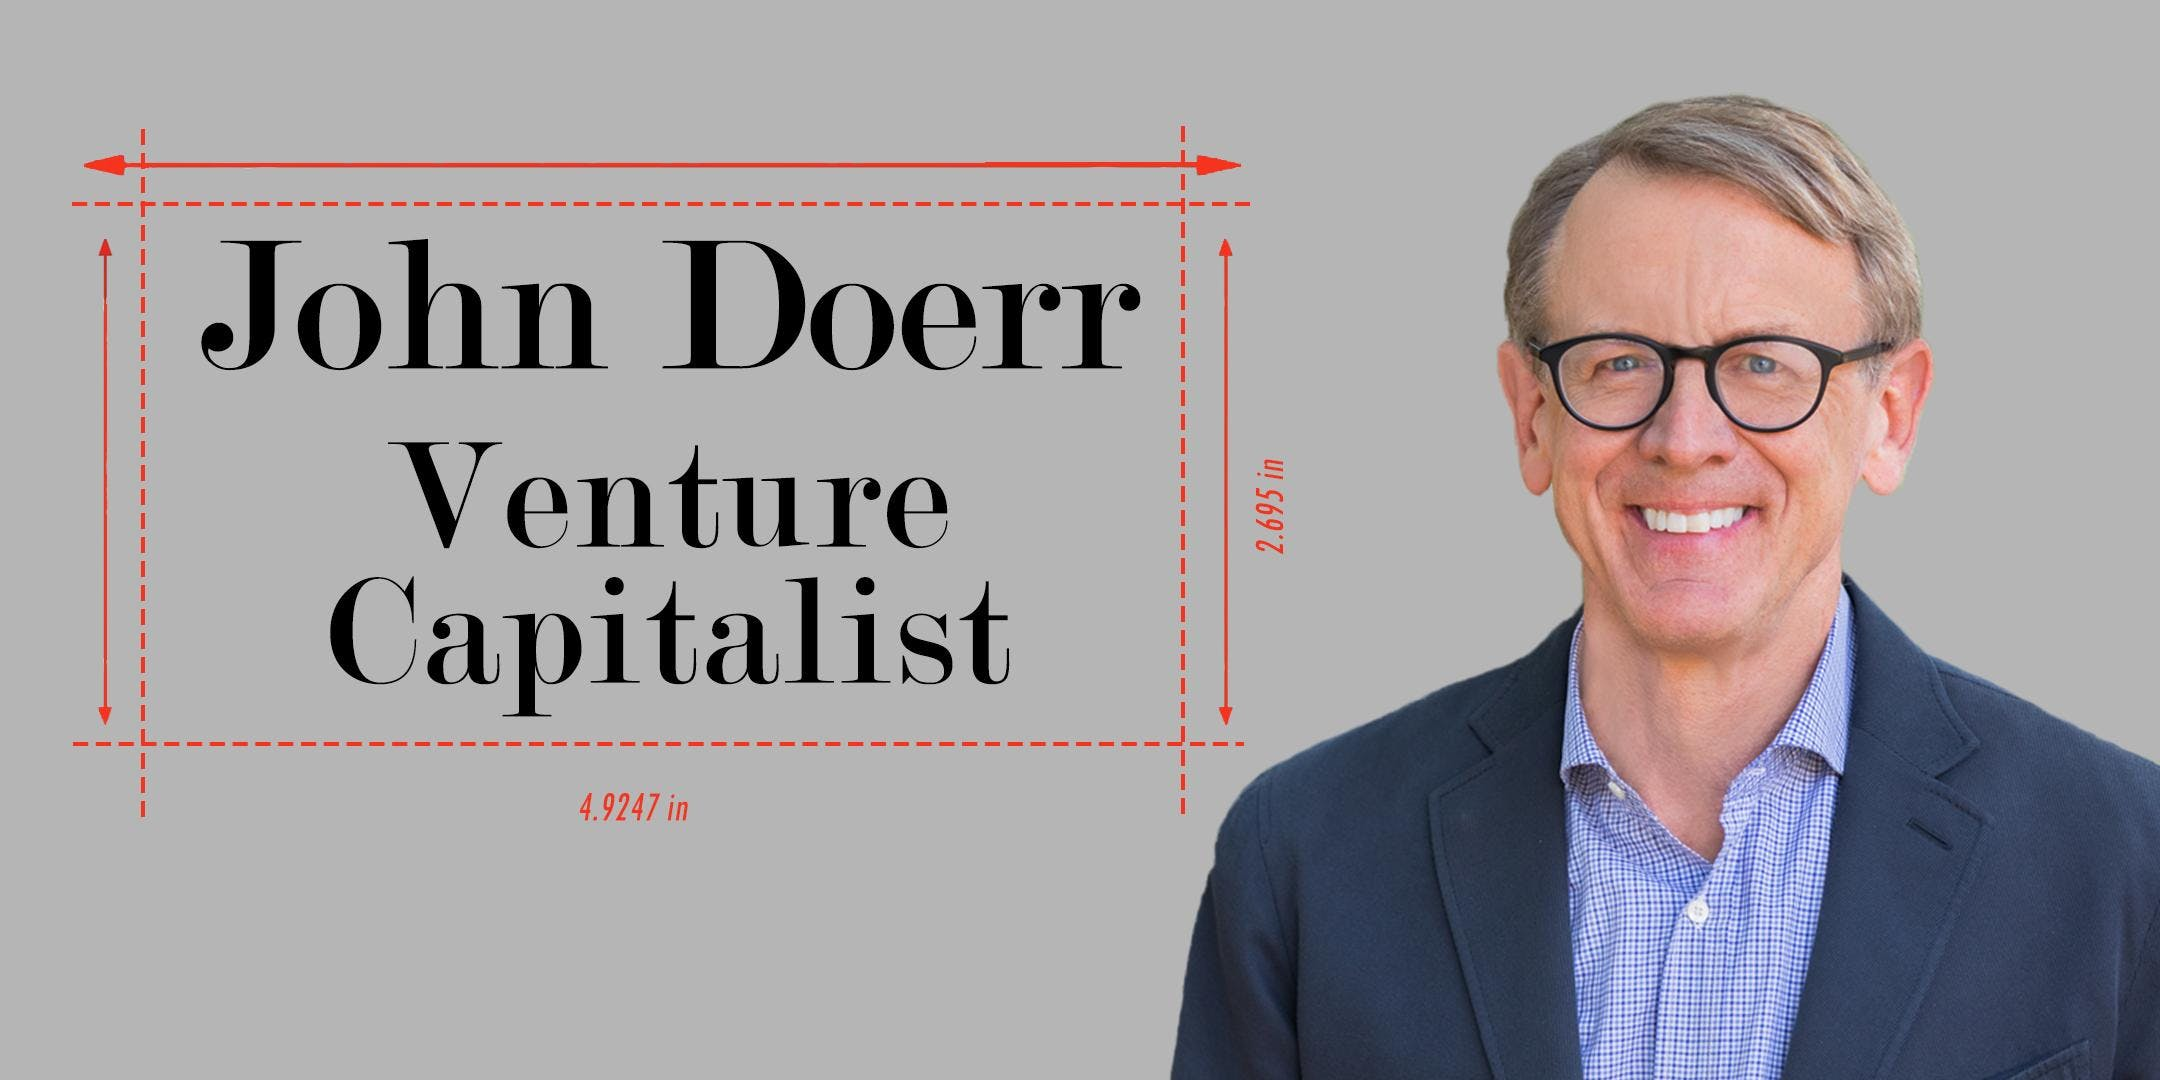 John Doerr
Venture
Capitalist
2.695 in
4.9247 in